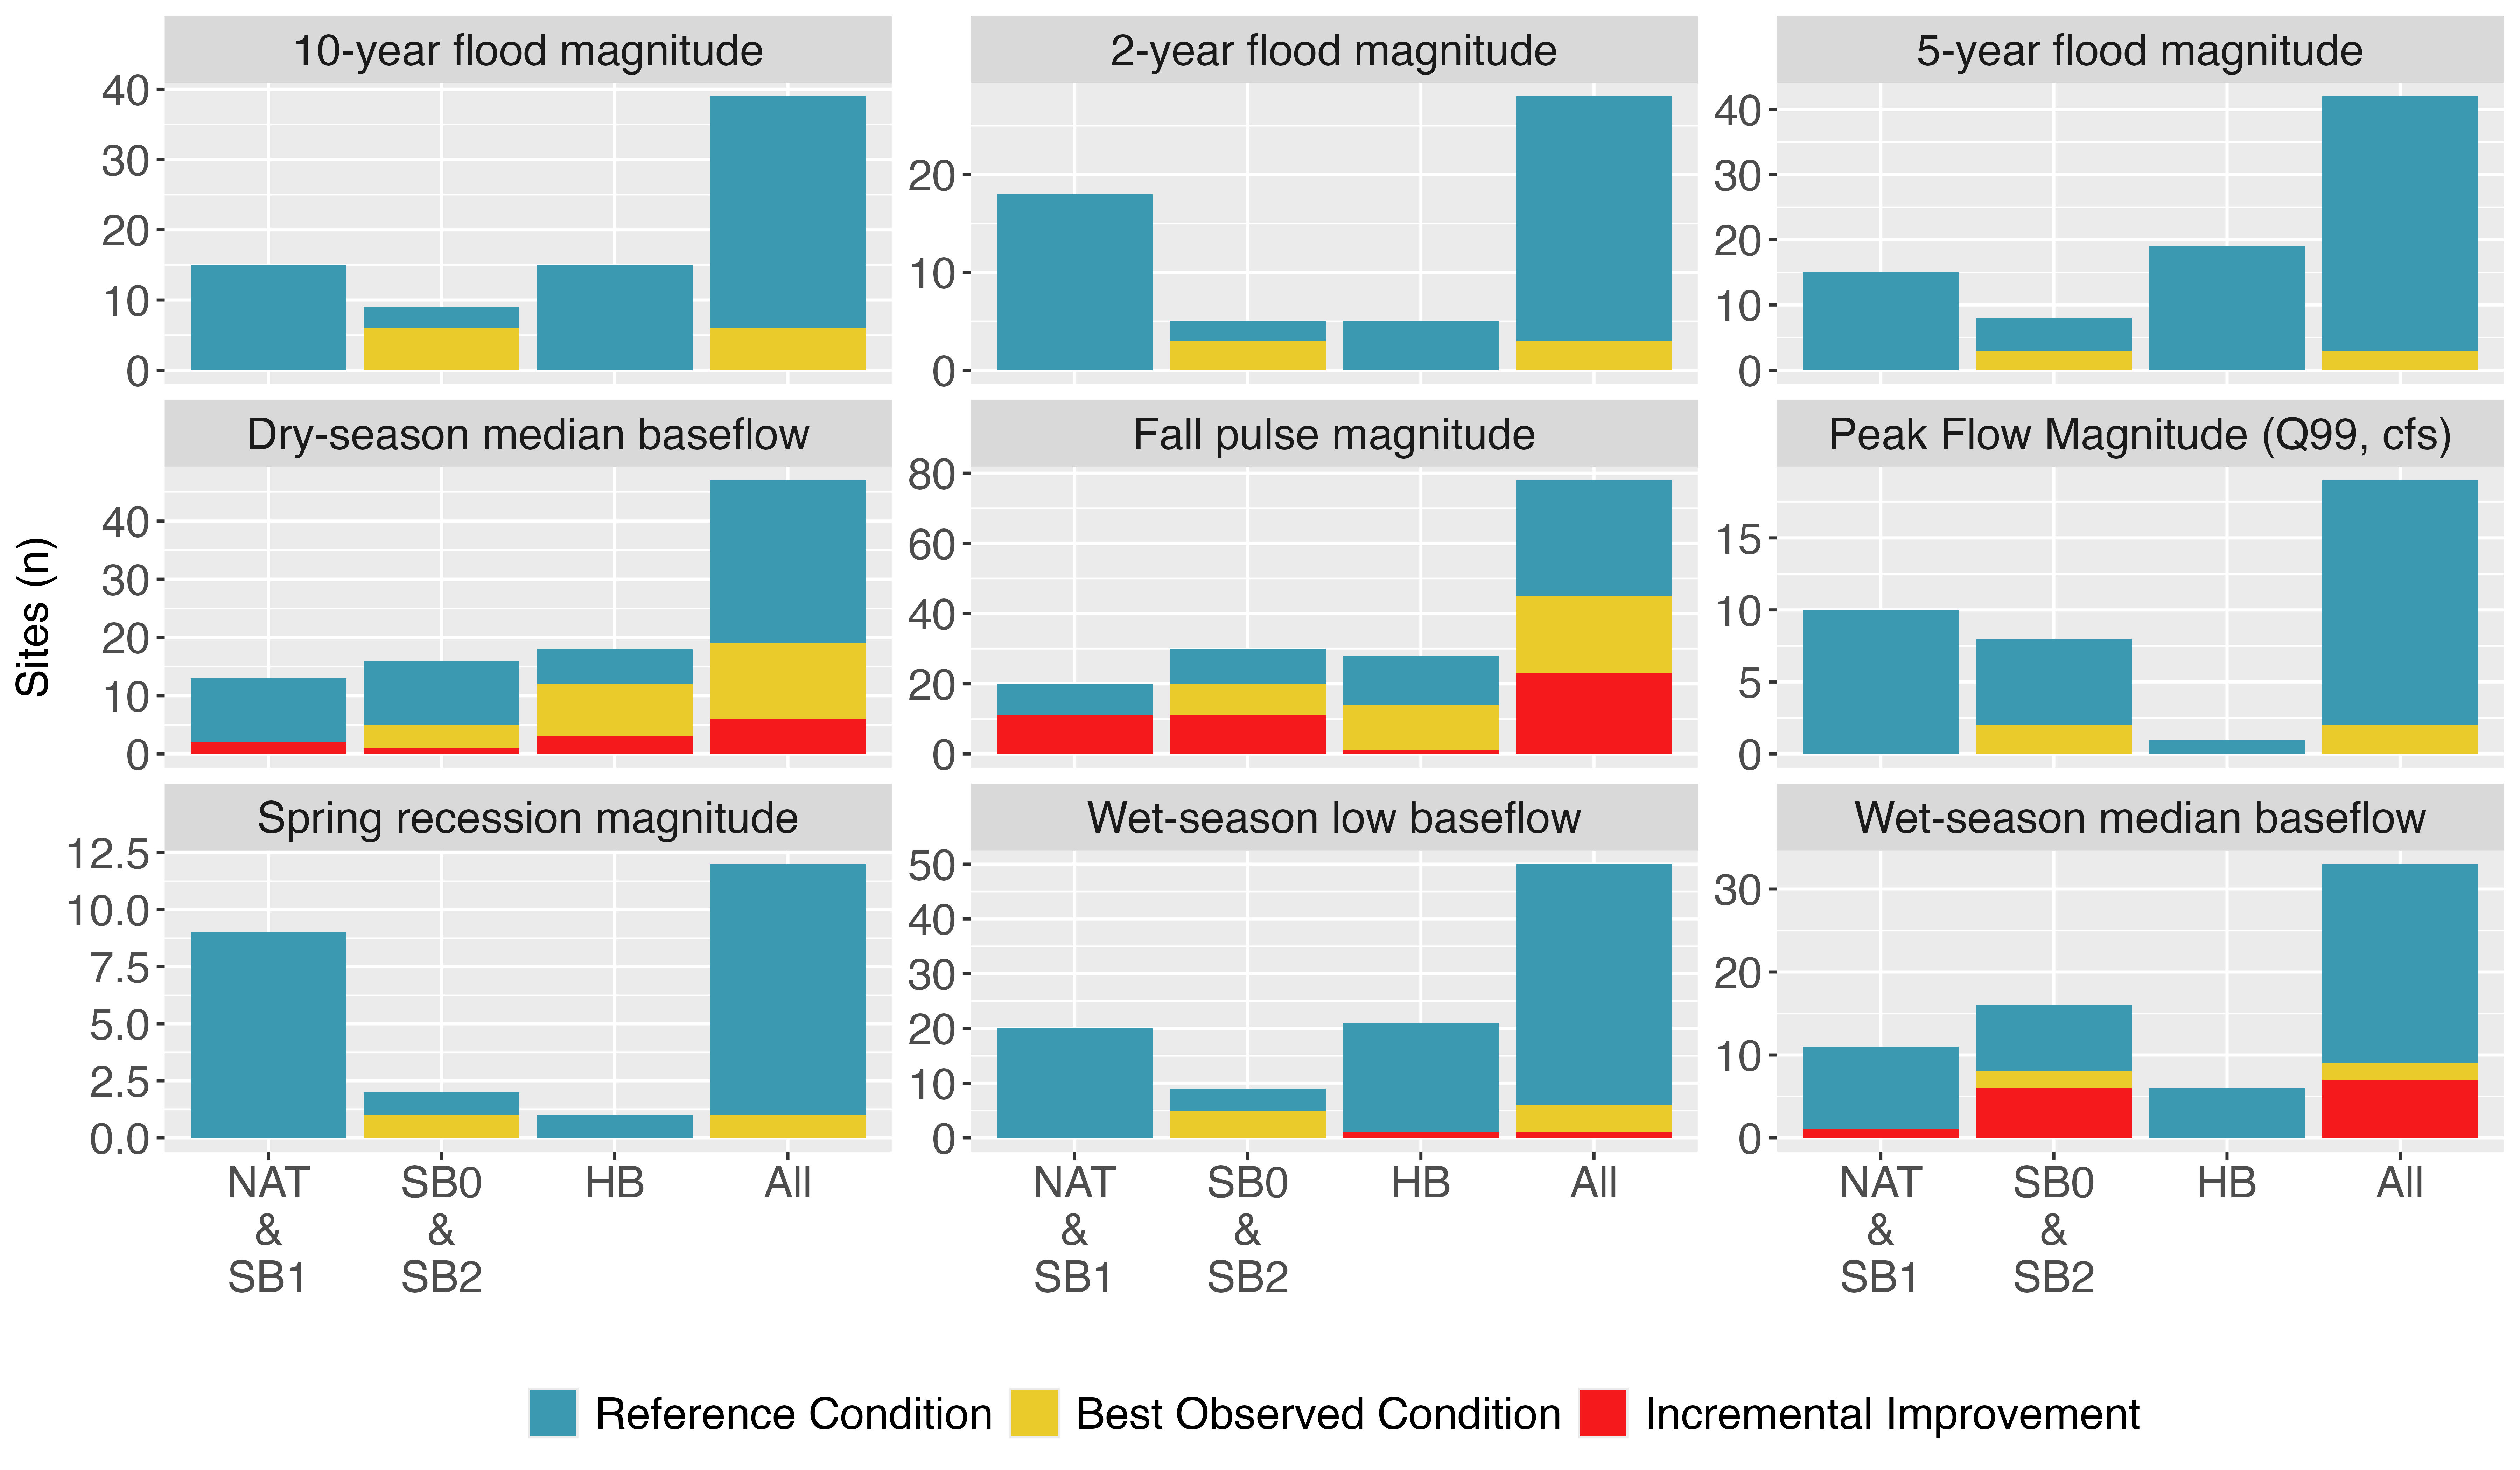 10-year flood magnitude
2-year flood magnitude
5-year flood magnitude
40
30
20
10
0
20
10
0
40
30
20
10
0
Dry-season median baseflow
Fall pulse magnitude
Peak Flow Magnitude (Q99, cfs)
40
30
20
10
0
80
60
40
20
0
15
10
5
0
Sites (n)
Spring recession magnitude
Wet-season low baseflow
Wet-season median baseflow
12.5
10.0
7.5
5.0
2.5
0.0
50
40
30
20
10
0
30
20
10
0
NAT
&
SB1
SB0
&
SB2
HB
All
NAT
&
SB1
SB0
&
SB2
HB
All
NAT
&
SB1
SB0
&
SB2
HB
All
Reference Condition
Best Observed Condition
Incremental Improvement